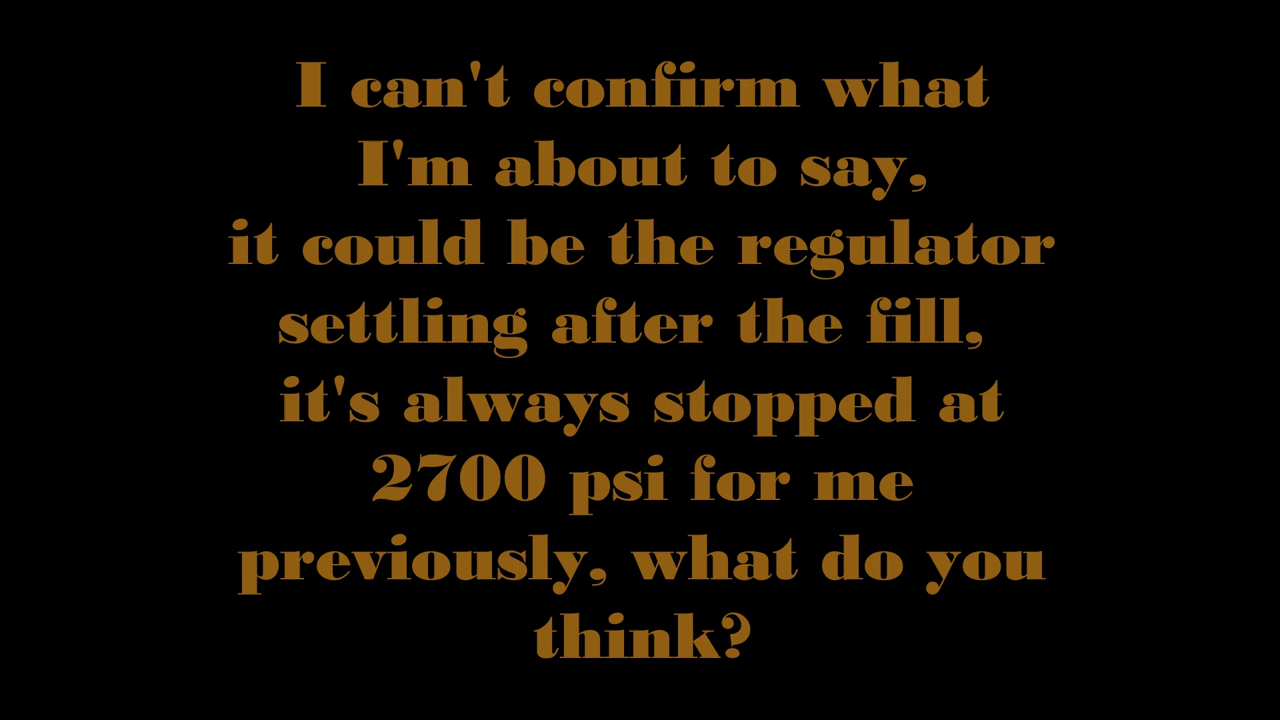 I can't confirm what
I'm about to say,
it could be the regulator
settling after the fill,
it's always stopped at
2700 psi for me
previously, what do you
think?